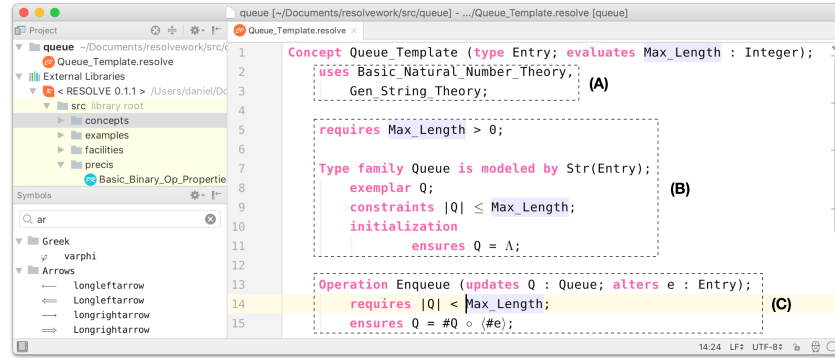 queue [~/Documents/resolvework/src/queue] - .../Queue_Template.resolve [queue]
Project
Queue_Template.resolve
queue ~/Documents/resolvework/src/
Queue_Template.resolve
External Libraries
< RESOLVE 0.1.1 > /Users/daniel/Do
src library root
concepts
examples
facilities
precis
Basic_Binary_Op_Propertie
Symbols
ar
Greek
φ varphi
Arrows
⟵ longleftarrow
⟸ Longleftarrow
⟶ longrightarrow
⟹ Longrightarrow
1 Concept Queue_Template (type Entry; evaluates Max_Length : Integer);
2 uses Basic_Natural_Number_Theory,
3 Gen_String_Theory;
(A)
4
5 requires Max_Length > 0;
6
7 Type family Queue is modeled by Str(Entry);
8 exemplar Q;
(B)
9 constraints |Q| ≤ Max_Length;
10 initialization
11 ensures Q = Λ;
12
13 Operation Enqueue (updates Q : Queue; alters e : Entry);
14 requires |Q| < Max_Length;
(C)
15 ensures Q = #Q ∘ ⟨#e⟩;
14:24 LF÷ UTF-8÷